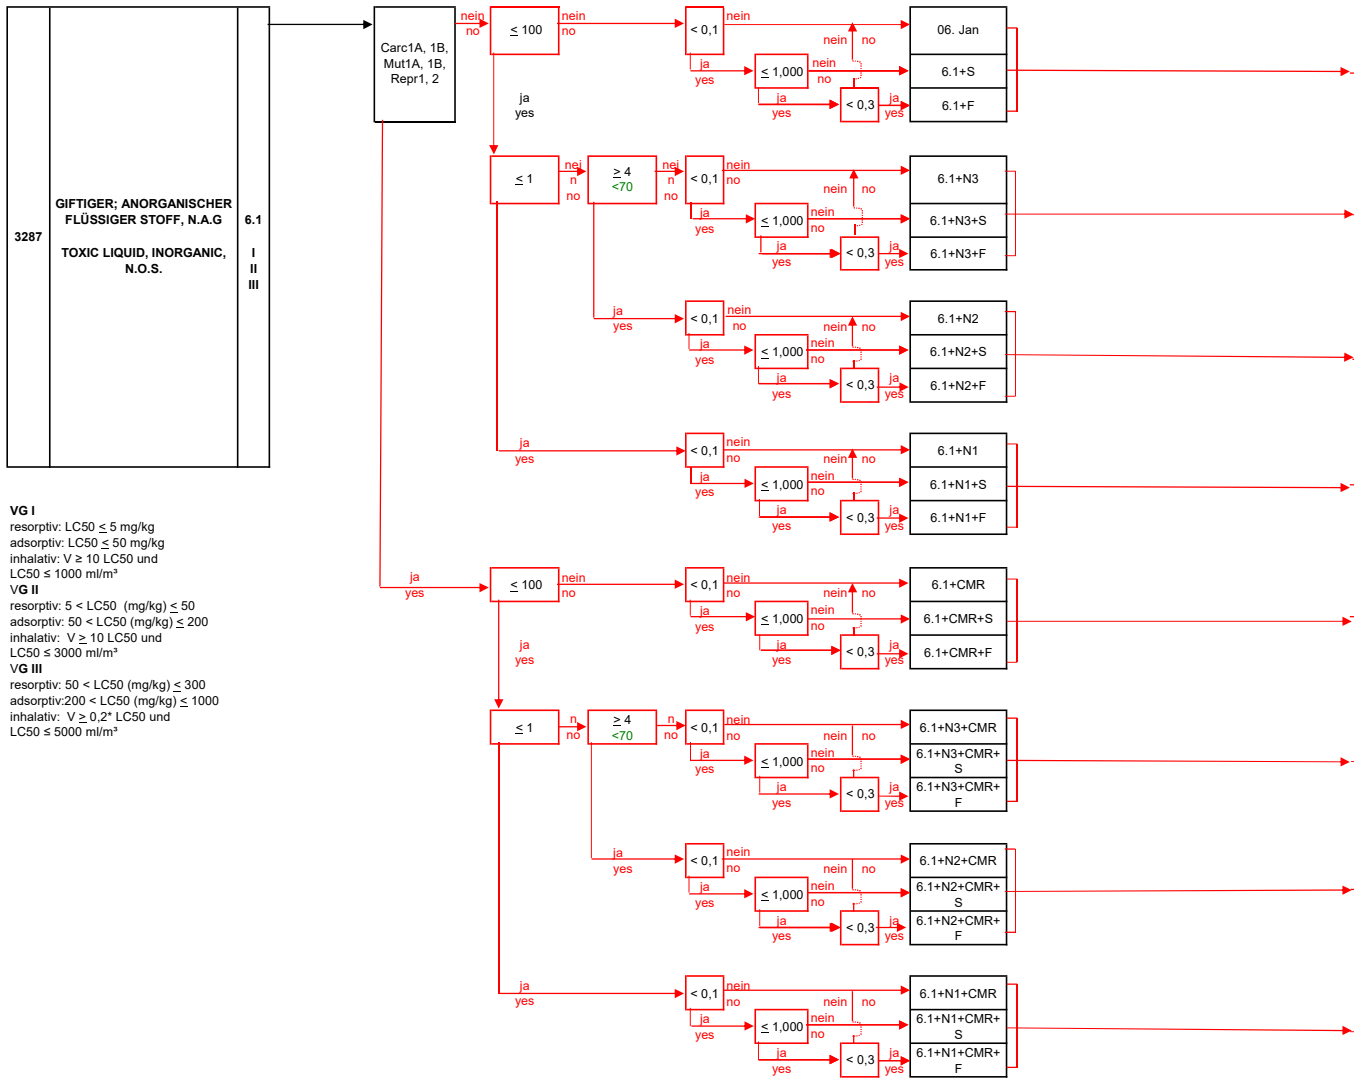 3287
GIFTIGER; ANORGANISCHER
FLÜSSIGER STOFF, N.A.G
TOXIC LIQUID, INORGANIC,
N.O.S.
6.1
I
II
III
VG I
resorptiv: LC50 ≤ 5 mg/kg
adsorptiv: LC50 ≤ 50 mg/kg
inhalativ: V ≥ 10 LC50 und
LC50 ≤ 1000 ml/m³
VG II
resorptiv: 5 < LC50 (mg/kg) ≤ 50
adsorptiv: 50 < LC50 (mg/kg) ≤ 200
inhalativ: V ≥ 10 LC50 und
LC50 ≤ 3000 ml/m³
VG III
resorptiv: 50 < LC50 (mg/kg) ≤ 300
adsorptiv:200 < LC50 (mg/kg) ≤ 1000
inhalativ: V ≥ 0,2* LC50 und
LC50 ≤ 5000 ml/m³
Carc1A, 1B,
Mut1A, 1B,
Repr1, 2
nein
no
≤ 100
nein
no
< 0,1
nein
nein no
06. Jan
ja
yes
≤ 1,000
nein
no
6.1+S
ja
yes
< 0,3
ja
yes
6.1+F
ja
yes
≤ 1
nei
n
no
≥ 4
<70
nei
n
no
< 0,1
nein
no
nein no
6.1+N3
ja
yes
≤ 1,000
nein
no
6.1+N3+S
ja
yes
< 0,3
ja
yes
6.1+N3+F
ja
yes
< 0,1
nein
no
nein no
6.1+N2
ja
yes
≤ 1,000
nein
no
6.1+N2+S
ja
yes
< 0,3
ja
yes
6.1+N2+F
ja
yes
< 0,1
nein
no
nein no
6.1+N1
ja
yes
≤ 1,000
nein
no
6.1+N1+S
ja
yes
< 0,3
ja
yes
6.1+N1+F
ja
yes
≤ 100
nein
no
< 0,1
nein
no
nein no
6.1+CMR
ja
yes
≤ 1,000
nein
no
6.1+CMR+S
ja
yes
< 0,3
ja
yes
6.1+CMR+F
ja
yes
≤ 1
n
no
≥ 4
<70
n
no
< 0,1
nein
no
nein no
6.1+N3+CMR
ja
yes
≤ 1,000
nein
no
6.1+N3+CMR+
S
ja
yes
< 0,3
ja
yes
6.1+N3+CMR+
F
ja
yes
< 0,1
nein
no
nein no
6.1+N2+CMR
ja
yes
≤ 1,000
nein
no
6.1+N2+CMR+
S
ja
yes
< 0,3
ja
yes
6.1+N2+CMR+
F
ja
yes
< 0,1
nein
no
nein no
6.1+N1+CMR
ja
yes
≤ 1,000
nein
no
6.1+N1+CMR+
S
ja
yes
< 0,3
ja
yes
6.1+N1+CMR+
F